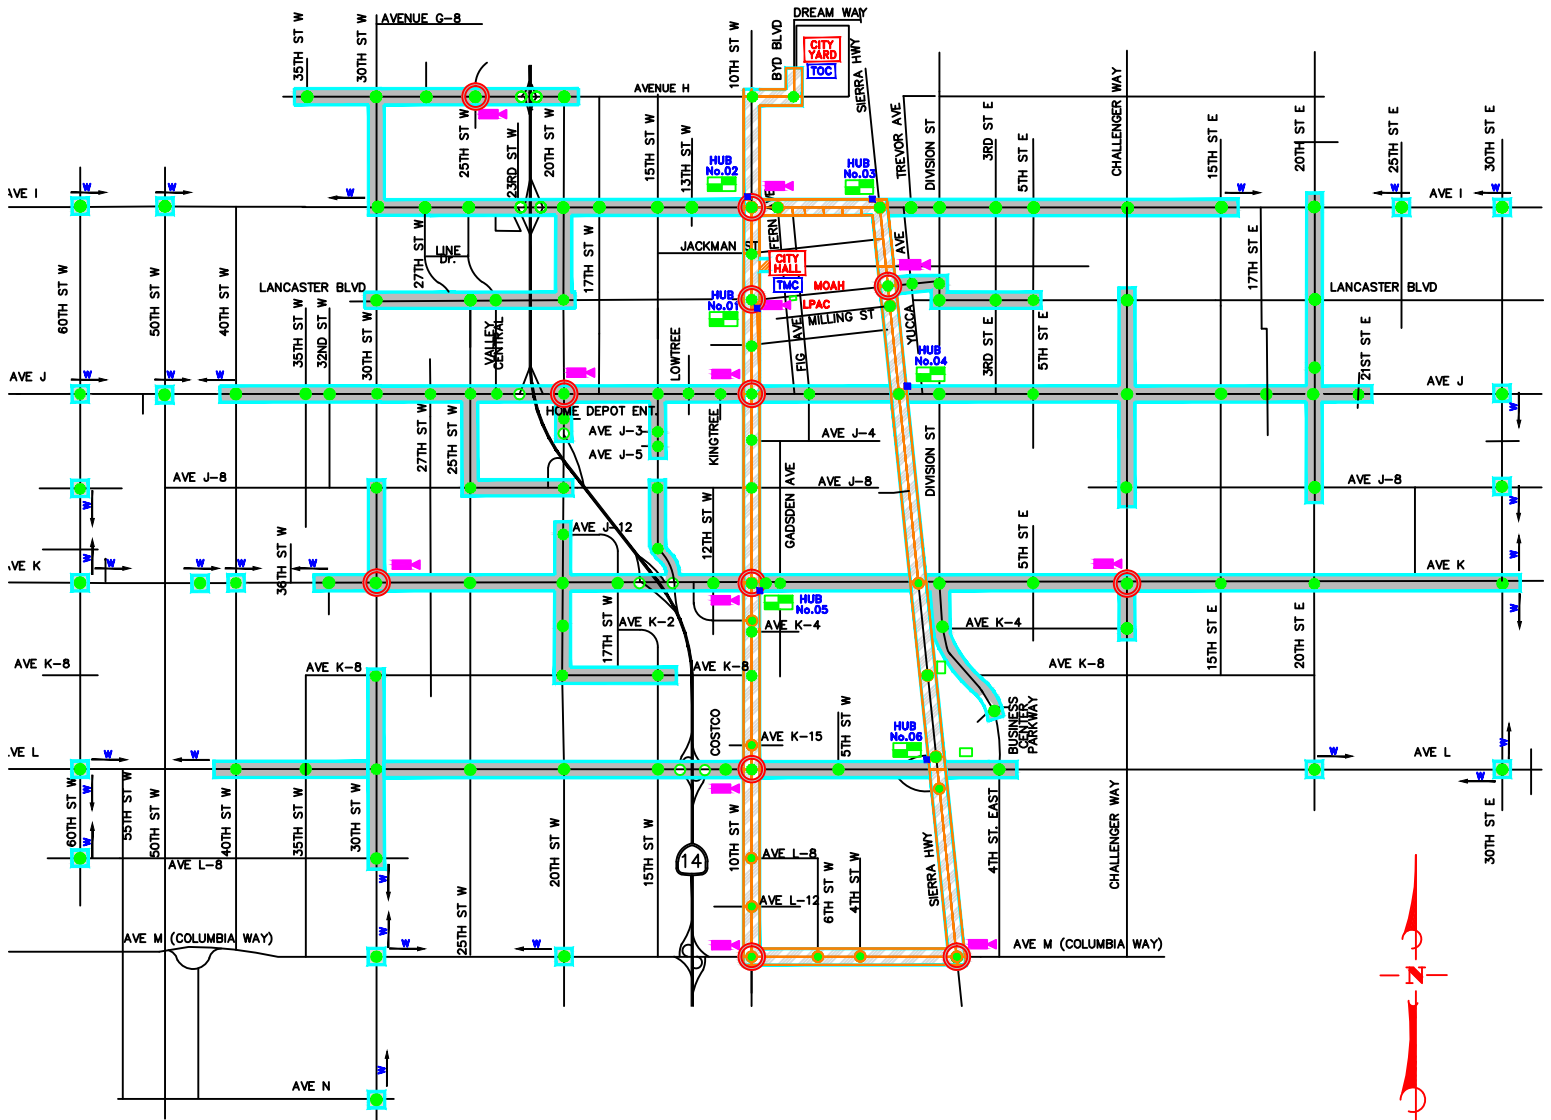 DREAM WAY
AVENUE G-8
35TH ST W
30TH ST W
10TH ST W
BYD BLVD
CITY
YARD
TOC
SIERRA HWY
AVENUE H
25TH ST W
23RD ST W
20TH ST W
15TH ST W
13TH ST W
HUB
No.02
HUB
No.03
TREVOR AVE
DIVISION ST
3RD ST E
5TH ST E
CHALLENGER WAY
15TH ST E
20TH ST E
25TH ST E
30TH ST E
AVE I
W
W
W
W
W
W
AVE I
60TH ST W
50TH ST W
40TH ST W
27TH ST W
LINE
Dr.
17TH ST W
JACKMAN ST
FERN AVE
CITY
HALL
TMC
MOAH
LPAC
AVE
17TH ST E
LANCASTER BLVD
LANCASTER BLVD
HUB
No.01
35TH ST W
32ND ST W
30TH ST W
VALLEY
CENTRAL
LOWTREE
FIG AVE
MILLING ST
YUCCA
HUB
No.04
3RD ST E
5TH ST E
21ST ST E
AVE J
W
W
W
AVE J
W
HOME DEPOT ENT.
AVE J-3
AVE J-5
KINGTREE
AVE J-4
27TH ST W
25TH ST W
AVE J-8
GADSDEN AVE
AVE J-8
DIVISION ST
AVE J-8
W
W
36TH ST W
AVE J-12
12TH ST W
5TH ST E
W
W
AVE K
W
W
W
W
AVE K
W
HUB
No.05
AVE K-2
17TH ST W
AVE K-4
AVE K-4
15TH ST E
20TH ST E
AVE K-8
AVE K-8
AVE K-8
AVE K-8
COSTCO
AVE K-15
5TH ST W
HUB
No.06
BUSINESS
CENTER
PARKWAY
AVE L
W
W
W
AVE L
W
W
60TH ST W
55TH ST W
50TH ST W
40TH ST W
35TH ST W
30TH ST W
W
W
20TH ST W
15TH ST W
14
10TH ST W
AVE L-8
AVE L-8
6TH ST W
4TH ST W
SIERRA HWY
4TH ST. EAST
CHALLENGER WAY
30TH ST E
AVE L-12
W
W
25TH ST W
AVE M (COLUMBIA WAY)
W
W
AVE M (COLUMBIA WAY)
N
W
AVE N